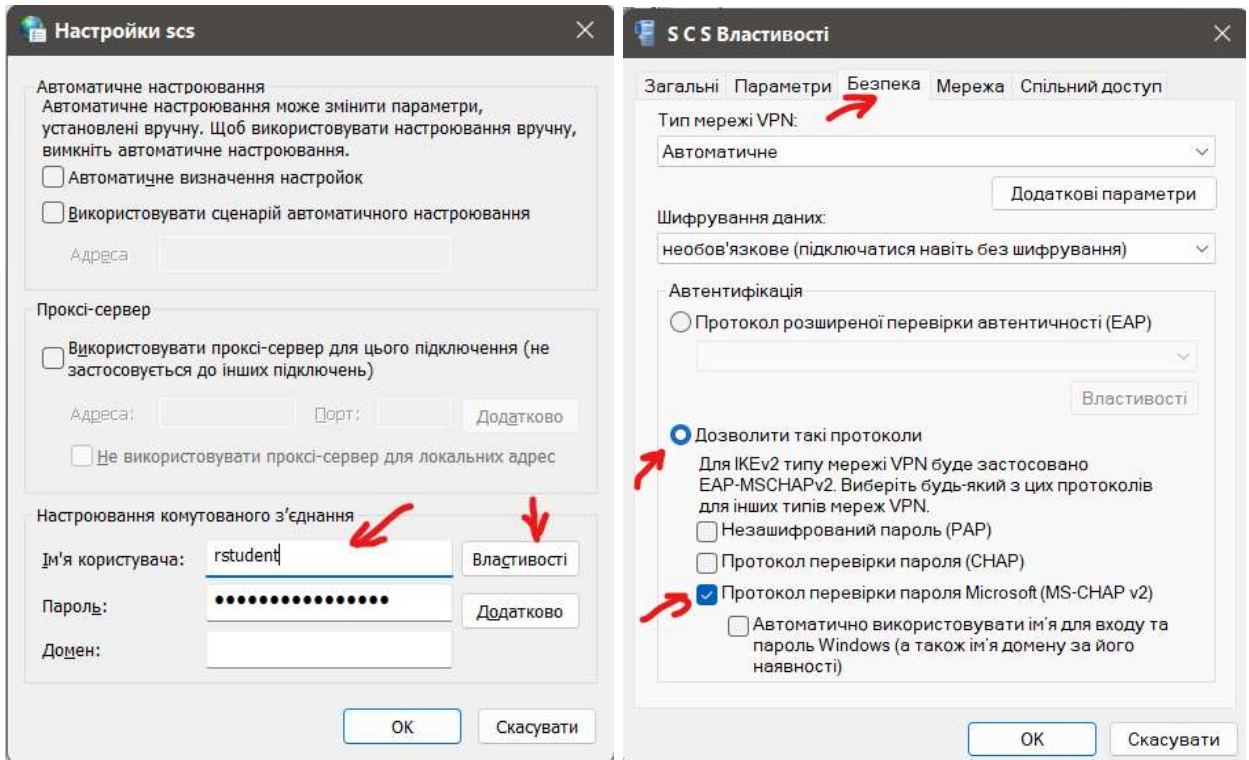 Настройки scs
Автоматичне настроювання
Автоматичне настроювання може змінити параметри,
установлені вручну. Щоб використовувати настроювання вручну,
вимкніть автоматичне настроювання.
Автоматичне визначення настройок
Використовувати сценарій автоматичного настроювання
Адреса
Проксі-сервер
Використовувати проксі-сервер для цього підключення (не
застосовується до інших підключень)
Адреса:
Порт:
Додатково
Не використовувати проксі-сервер для локальних адрес
Настроювання комутованого з’єднання
Ім'я користувача:
rstudent
Властивості
Пароль:
••••••••••••••••
Додатково
Домен:
ОК
Скасувати
S C S Властивості
Загальні Параметри Безпека Мережа Спільний доступ
Тип мережі VPN:
Автоматичне
Додаткові параметри
Шифрування даних:
необов'язкове (підключатися навіть без шифрування)
Автентифікація
Протокол розширеної перевірки автентичності (EAP)
Властивості
Дозволити такі протоколи
Для IKEv2 типу мережі VPN буде застосовано
EAP-MSCHAPv2. Виберіть будь-який з цих протоколів
для інших типів мереж VPN.
Незашифрований пароль (PAP)
Протокол перевірки пароля (CHAP)
Протокол перевірки пароля Microsoft (MS-CHAP v2)
Автоматично використовувати ім’я для входу та
пароль Windows (а також ім’я домену за його
наявності)
ОК
Скасувати